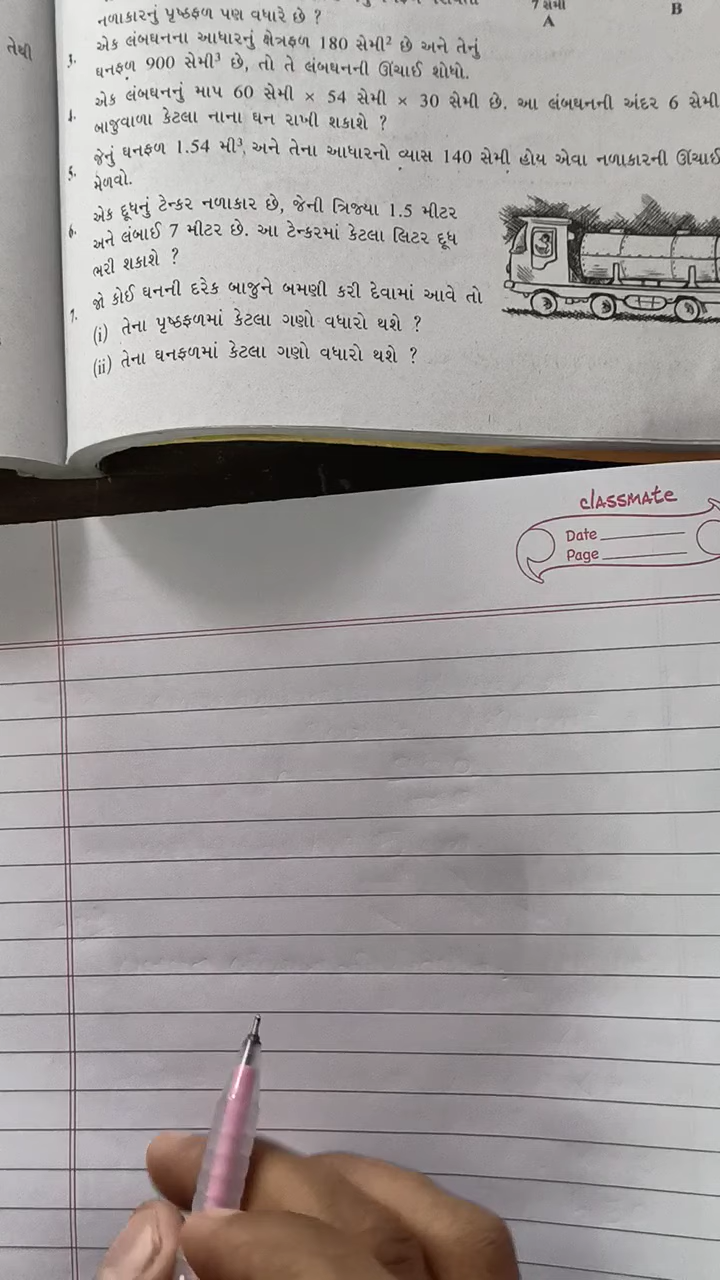 નળાકારનું પૃષ્ઠફળ પણ વધારે છે ?
7 સેમી
A
B
તેથી
3. એક લંબઘનના આધારનું ક્ષેત્રફળ 180 સેમી² છે અને તેનું
ઘનફળ 900 સેમી³ છે, તો તે લંબઘનની ઊંચાઈ શોધો.
4. એક લંબઘનનું માપ 60 સેમી × 54 સેમી × 30 સેમી છે. આ લંબઘનની અંદર 6 સેમી
બાજુવાળા કેટલા નાના ઘન રાખી શકાશે ?
5. જેનું ઘનફળ 1.54 મી³, અને તેના આધારનો વ્યાસ 140 સેમી હોય એવા નળાકારની ઊંચાઈ
મેળવો.
6. એક દૂધનું ટેન્કર નળાકાર છે, જેની ત્રિજ્યા 1.5 મીટર
અને લંબાઈ 7 મીટર છે. આ ટેન્કરમાં કેટલા લિટર દૂધ
ભરી શકાશે ?
7. જો કોઈ ઘનની દરેક બાજુને બમણી કરી દેવામાં આવે તો
(i) તેના પૃષ્ઠફળમાં કેટલા ગણો વધારો થશે ?
(ii) તેના ઘનફળમાં કેટલા ગણો વધારો થશે ?
classmate
Date
Page